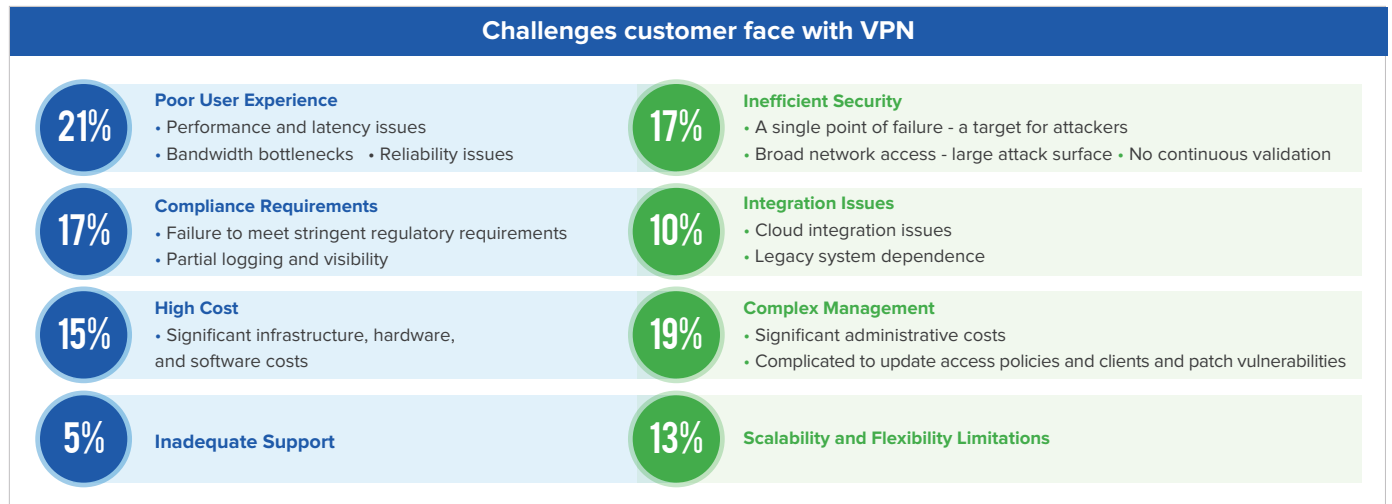 Challenges customer face with VPN
21%
Poor User Experience
• Performance and latency issues
• Bandwidth bottlenecks • Reliability issues
17%
Inefficient Security
• A single point of failure - a target for attackers
• Broad network access - large attack surface • No continuous validation
17%
Compliance Requirements
• Failure to meet stringent regulatory requirements
• Partial logging and visibility
10%
Integration Issues
• Cloud integration issues
• Legacy system dependence
15%
High Cost
• Significant infrastructure, hardware,
and software costs
19%
Complex Management
• Significant administrative costs
• Complicated to update access policies and clients and patch vulnerabilities
5%
Inadequate Support
13%
Scalability and Flexibility Limitations